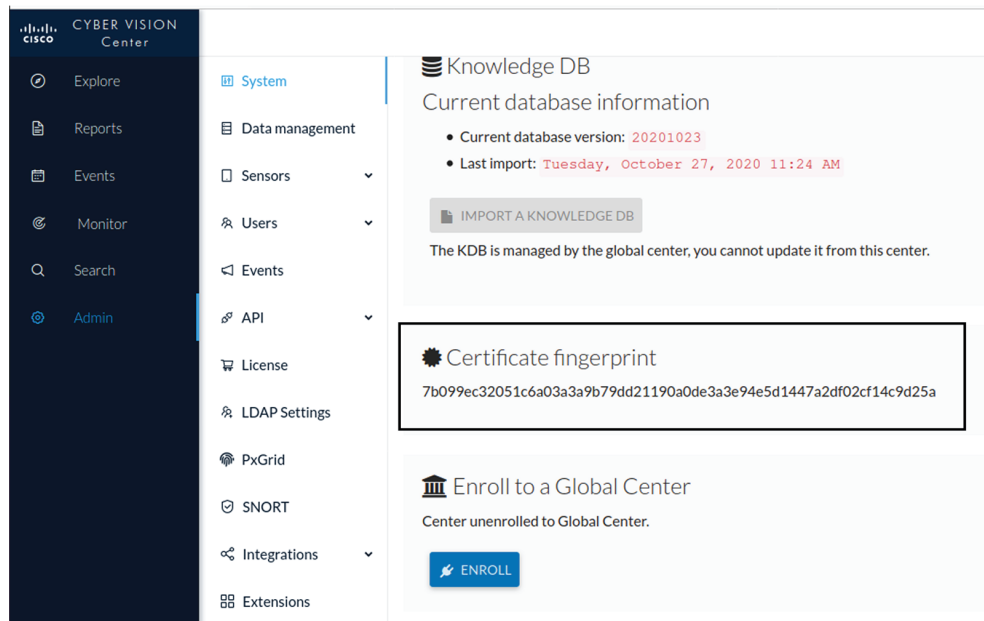 CISCO
CYBER VISION
Center
Explore
Reports
Events
Monitor
Search
Admin
System
Data management
Sensors
Users
Events
API
License
LDAP Settings
PxGrid
SNORT
Integrations
Extensions
Knowledge DB
Current database information
Current database version: 20201023
Last import: Tuesday, October 27, 2020 11:24 AM
IMPORT A KNOWLEDGE DB
The KDB is managed by the global center, you cannot update it from this center.
Certificate fingerprint
7b099ec32051c6a03a3a9b79dd21190a0de3a3e94e5d1447a2df02cf14c9d25a
Enroll to a Global Center
Center unenrolled to Global Center.
ENROLL